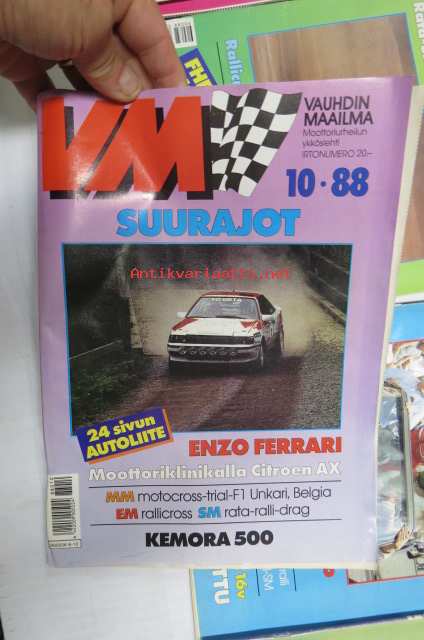 VM
VAUHDIN
MAAILMA
Moottoriurheilun
ykköslehti
IRTONUMERO 20:-
10·88
SUURAJOT
Antikvariaatti.net
TOYOTA
24 sivun
AUTOLIITE
ENZO FERRARI
Moottoriklinikalla Citroen AX
MM motocross-trial-F1 Unkari, Belgia
EM rallicross SM rata-ralli-drag
KEMORA 500